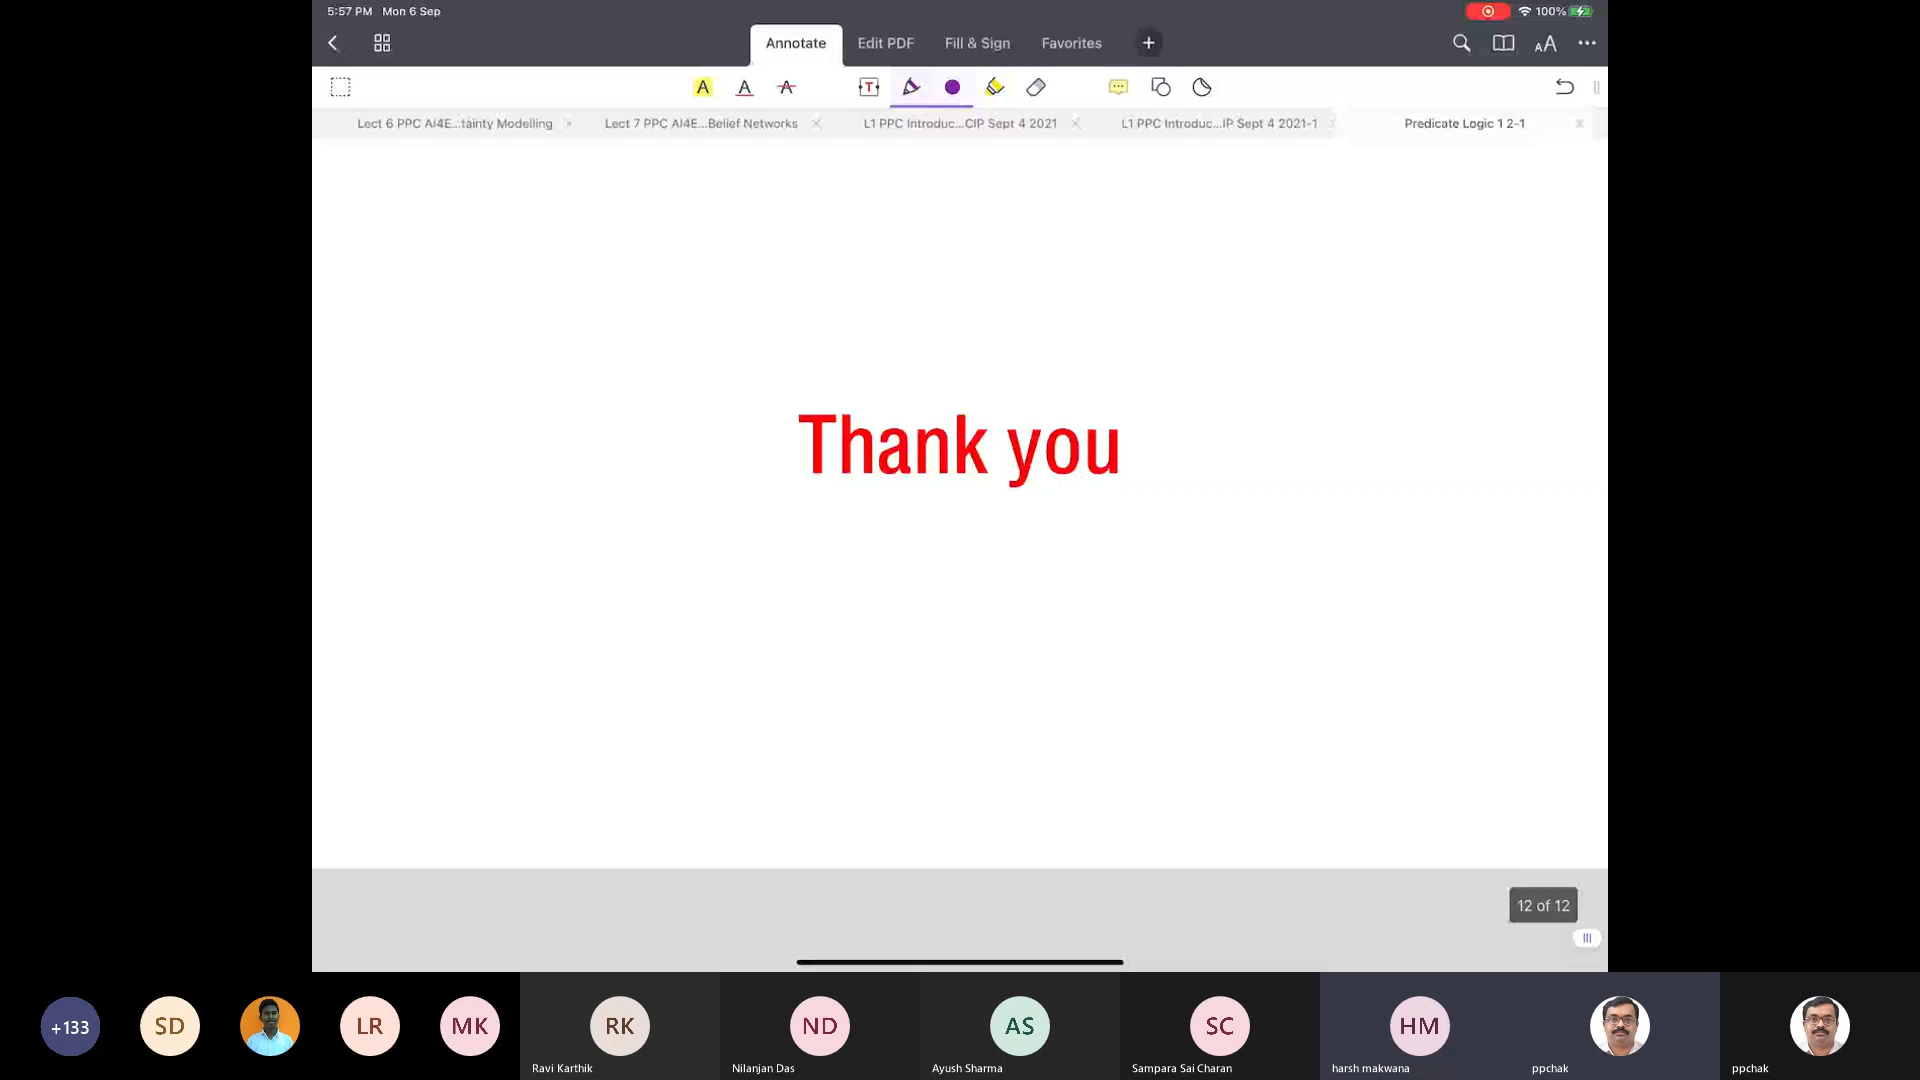 5:57 PM Mon 6 Sep
100%
Annotate Edit PDF Fill & Sign Favorites
AA
A A A T
Lect 6 PPC AI4E...tainty Modelling Lect 7 PPC AI4E...Belief Networks L1 PPC Introduc...CIP Sept 4 2021 L1 PPC Introduc...IP Sept 4 2021-1 Predicate Logic 1 2-1
Thank you
12 of 12
+133 SD LR MK RK ND AS SC HM
Ravi Karthik Nilanjan Das Ayush Sharma Sampara Sai Charan harsh makwana ppchak ppchak